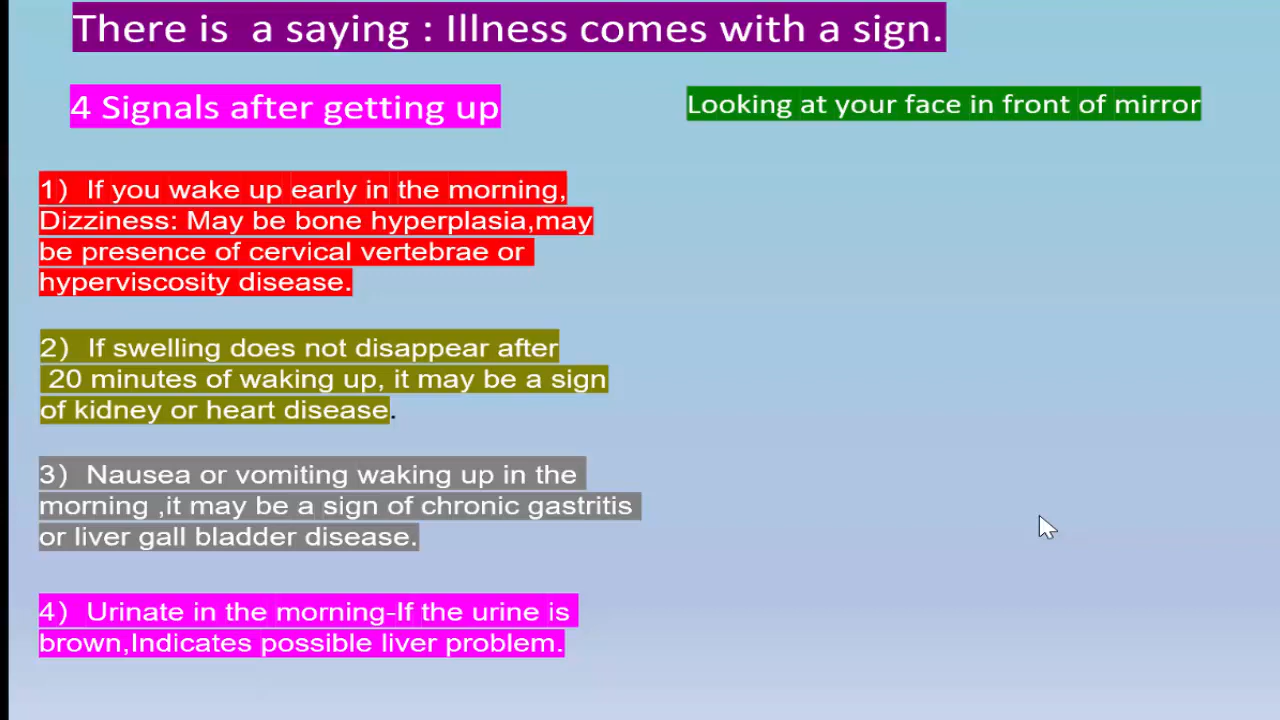 There is  a saying : Illness comes with a sign.
4 Signals after getting up
Looking at your face in front of mirror
1)  If you wake up early in the morning,
Dizziness: May be bone hyperplasia,may
be presence of cervical vertebrae or
hyperviscosity disease.
2)  If swelling does not disappear after
20 minutes of waking up, it may be a sign
of kidney or heart disease.
3)  Nausea or vomiting waking up in the
morning ,it may be a sign of chronic gastritis
or liver gall bladder disease.
4)  Urinate in the morning-If the urine is
brown,Indicates possible liver problem.